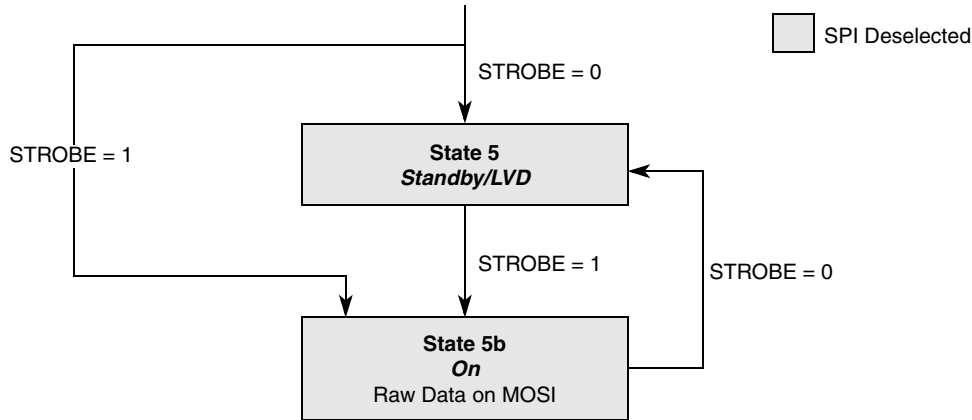 SPI Deselected
STROBE = 0
STROBE = 1
State 5
Standby/LVD
STROBE = 1
STROBE = 0
State 5b
On
Raw Data on MOSI